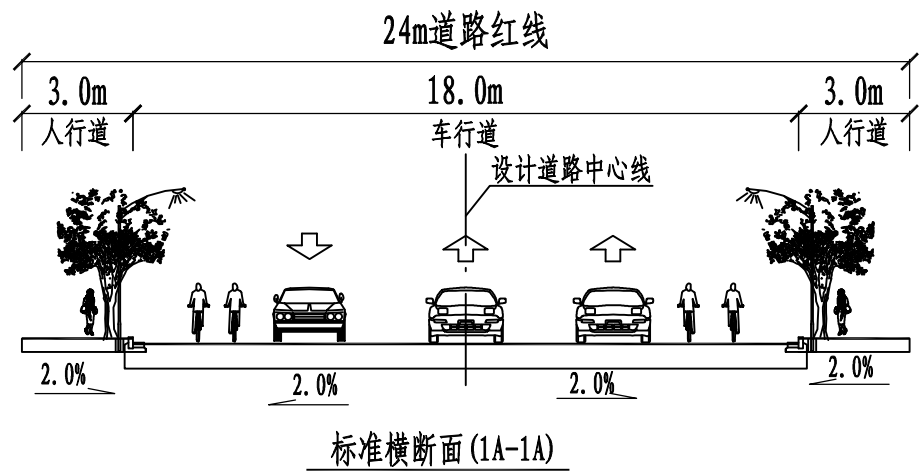 24m道路红线
3.0m
18.0m
3.0m
人行道
车行道
人行道
设计道路中心线
2.0%
2.0%
2.0%
2.0%
标准横断面(1A-1A)